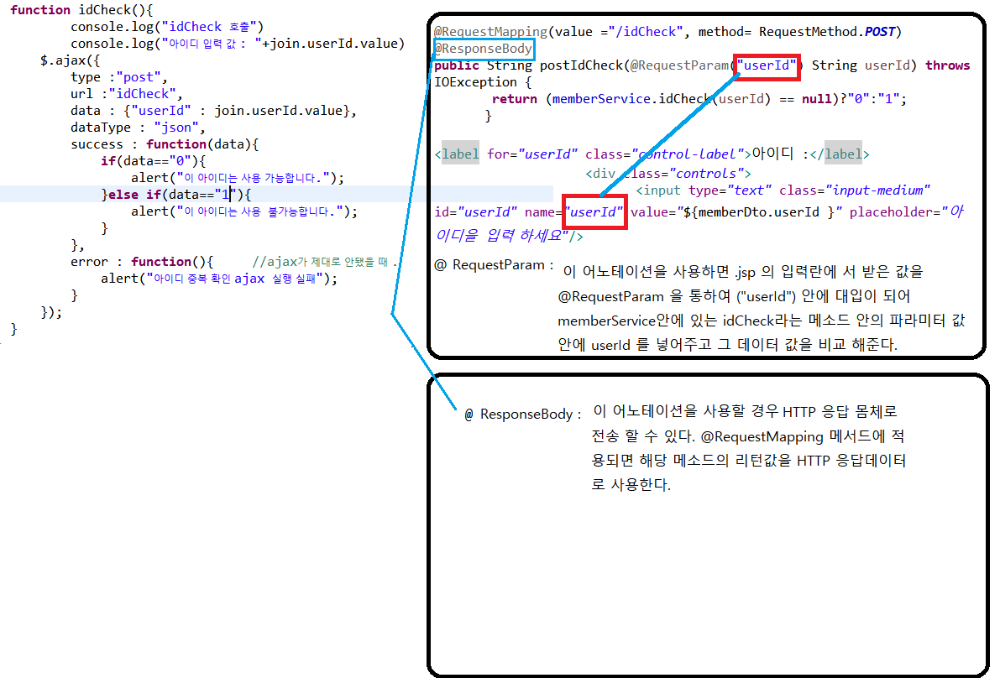 function idCheck(){
console.log("idCheck 호출")
console.log("아이디 입력 값 : "+join.userId.value)
$.ajax({
type :"post",
url :"idCheck",
data : {"userId" : join.userId.value},
dataType : "json",
success : function(data){
if(data=="0"){
alert("이 아이디는 사용 가능합니다.");
}else if(data=="1"){
alert("이 아이디는 사용 불가능합니다.");
}
},
error : function(){ //ajax가 제대로 안됐을 때 .
alert("아이디 중복 확인 ajax 실행 실패");
}
});
}
@RequestMapping(value ="/idCheck", method= RequestMethod.POST)
@ResponseBody
public String postIdCheck(@RequestParam("userId") String userId) throws
IOException {
return (memberService.idCheck(userId) == null)?"0":"1";
}
<label for="userId" class="control-label">아이디 :</label>
<div class="controls">
<input type="text" class="input-medium"
id="userId" name="userId" value="${memberDto.userId }" placeholder="아
이디을 입력 하세요"/>
@ RequestParam : 이 어노테이션을 사용하면 .jsp 의 입력란에 서 받은 값을
@RequestParam 을 통하여 ("userId") 안에 대입이 되어
memberService안에 있는 idCheck라는 메소드 안의 파라미터 값
안에 userId 를 넣어주고 그 데이터 값을 비교 해준다.
@ ResponseBody : 이 어노테이션을 사용할 경우 HTTP 응답 몸체로
전송 할 수 있다. @RequestMapping 메서드에 적
용되면 해당 메소드의 리턴값을 HTTP 응답데이터
로 사용한다.